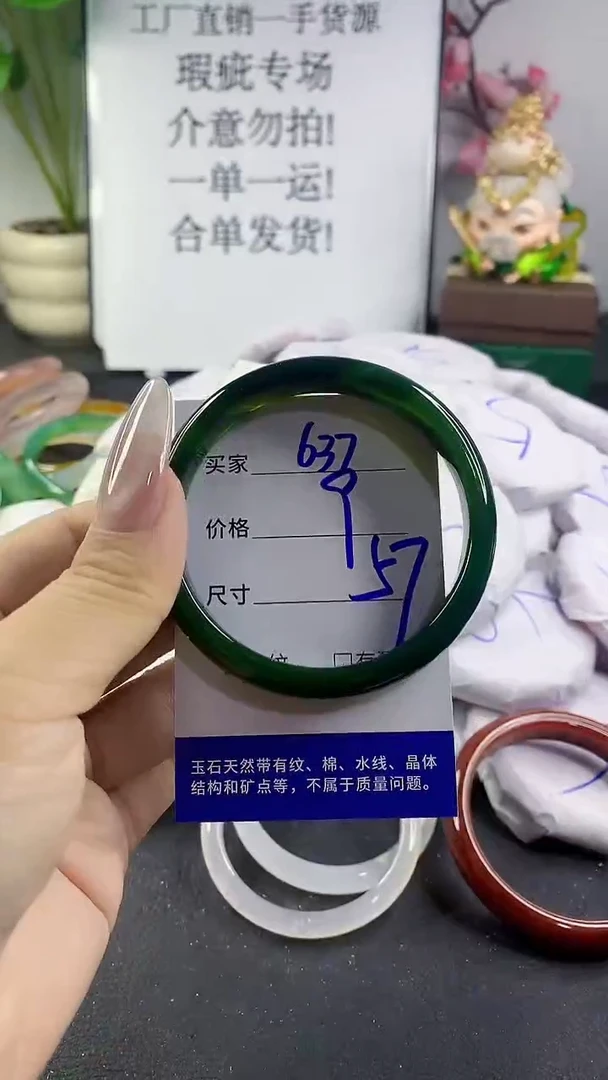 工厂直销一手货源
瑕疵专场
介意勿拍!
一单一运!
合单发货!
买家 637
价格 9
尺寸 57
纹 □有
玉石天然带有纹、棉、水线、晶体
结构和矿点等，不属于质量问题。